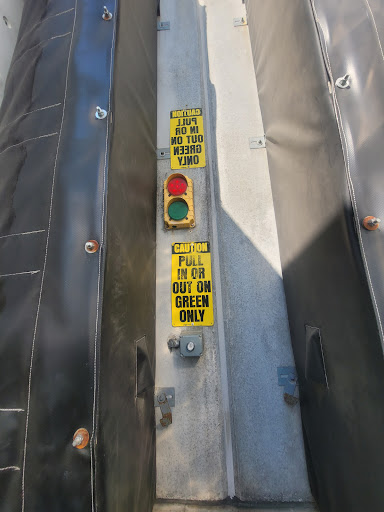 CAUTION
PULL
IN OR
OUT ON
GREEN
ONLY
CAUTION
PULL
IN OR
OUT ON
GREEN
ONLY